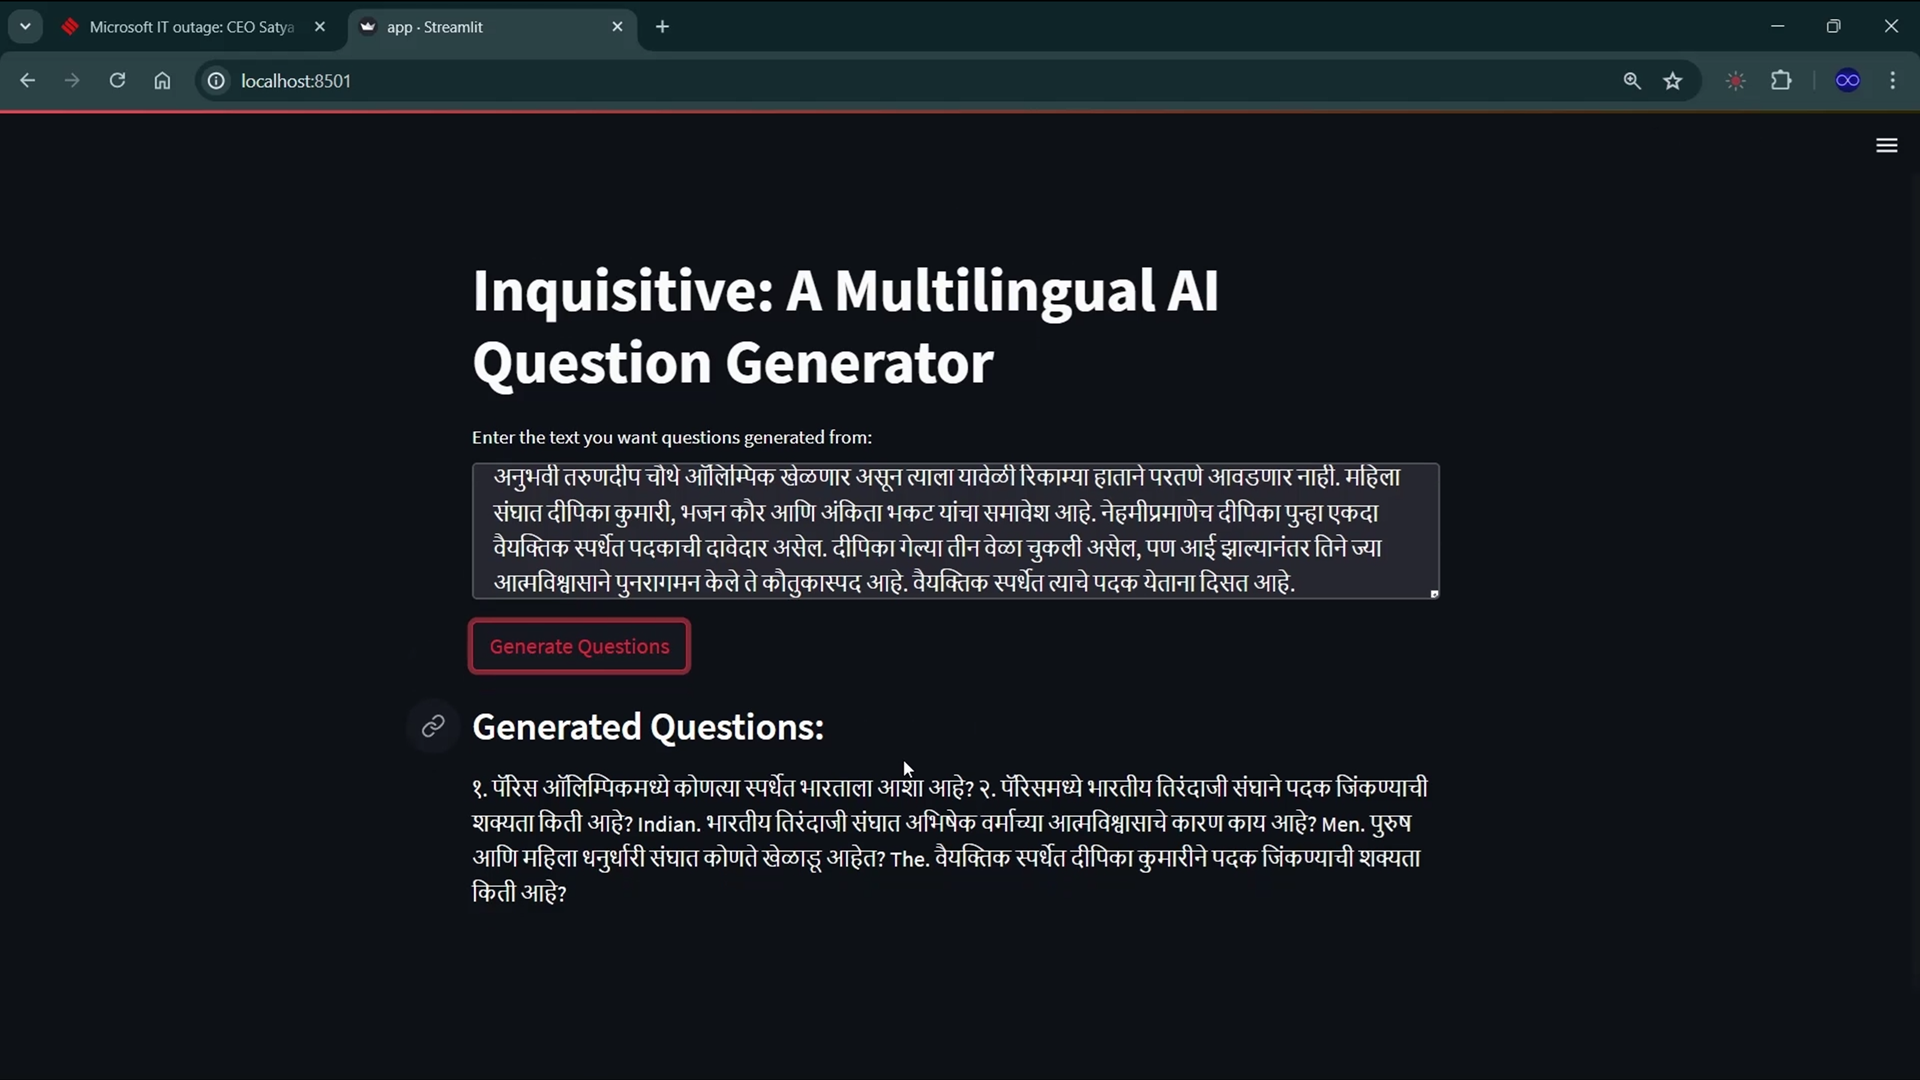 Microsoft IT outage: CEO Satya
app · Streamlit
localhost:8501
Inquisitive: A Multilingual AI
Question Generator
Enter the text you want questions generated from:
अनुभवी तरुणदीप चौथे ऑलिम्पिक खेळणार असून त्याला यावेळी रिकाम्या हाताने परतणे आवडणार नाही. महिला
संघात दीपिका कुमारी, भजन कौर आणि अंकिता भकट यांचा समावेश आहे. नेहमीप्रमाणेच दीपिका पुन्हा एकदा
वैयक्तिक स्पर्धेत पदकाची दावेदार असेल. दीपिका गेल्या तीन वेळा चुकली असेल, पण आई झाल्यानंतर तिने ज्या
आत्मविश्वासाने पुनरागमन केले ते कौतुकास्पद आहे. वैयक्तिक स्पर्धेत त्याचे पदक येताना दिसत आहे.
Generate Questions
Generated Questions:
१. पॅरिस ऑलिम्पिकमध्ये कोणत्या स्पर्धेत भारताला आशा आहे? २. पॅरिसमध्ये भारतीय तिरंदाजी संघाने पदक जिंकण्याची
शक्यता किती आहे? Indian. भारतीय तिरंदाजी संघात अभिषेक वर्माच्या आत्मविश्वासाचे कारण काय आहे? Men. पुरुष
आणि महिला धनुर्धारी संघात कोणते खेळाडू आहेत? The. वैयक्तिक स्पर्धेत दीपिका कुमारीने पदक जिंकण्याची शक्यता
किती आहे?